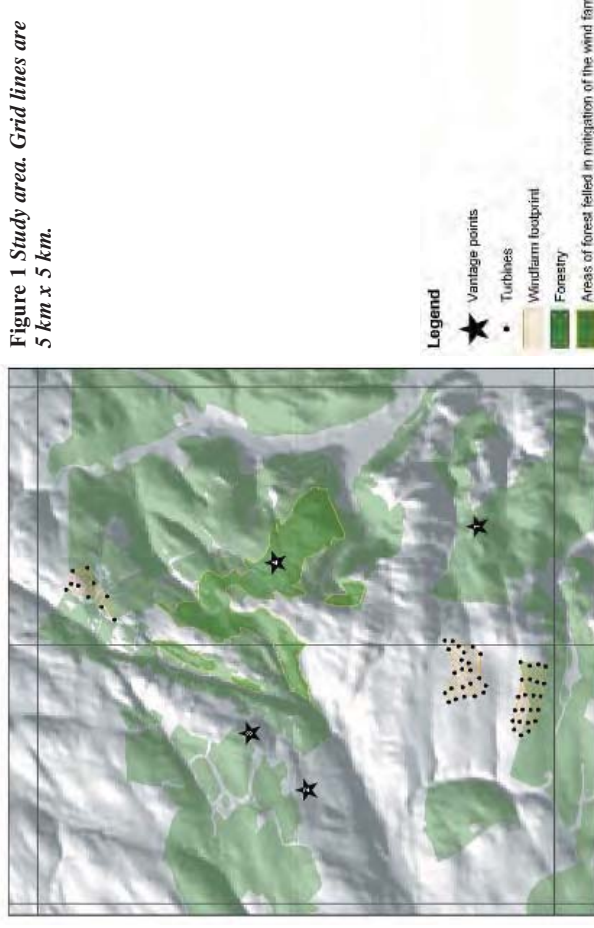 Figure 1 Study area. Grid lines are
5 km x 5 km.
Legend
Vantage points
Turbines
Windfarm footprint
Forestry
Areas of forest felled in mitigation of the wind farm